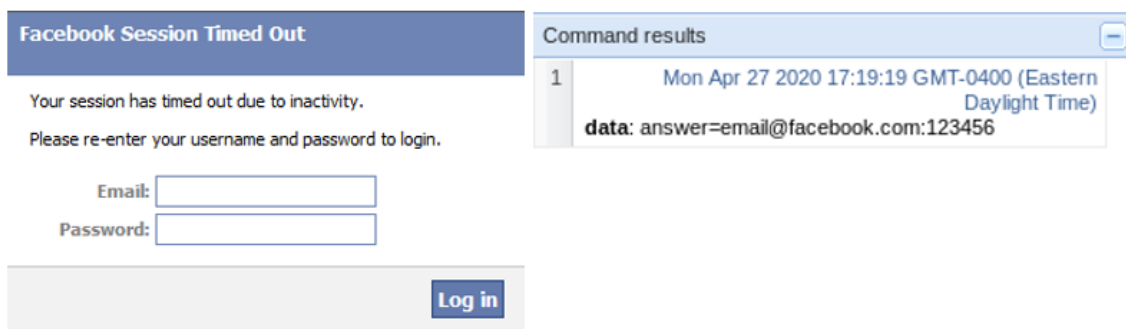 Facebook Session Timed Out
Your session has timed out due to inactivity.
Please re-enter your username and password to login.
Email:
Password:
Log in
Command results
1
Mon Apr 27 2020 17:19:19 GMT-0400 (Eastern
Daylight Time)
data: answer=email@facebook.com:123456